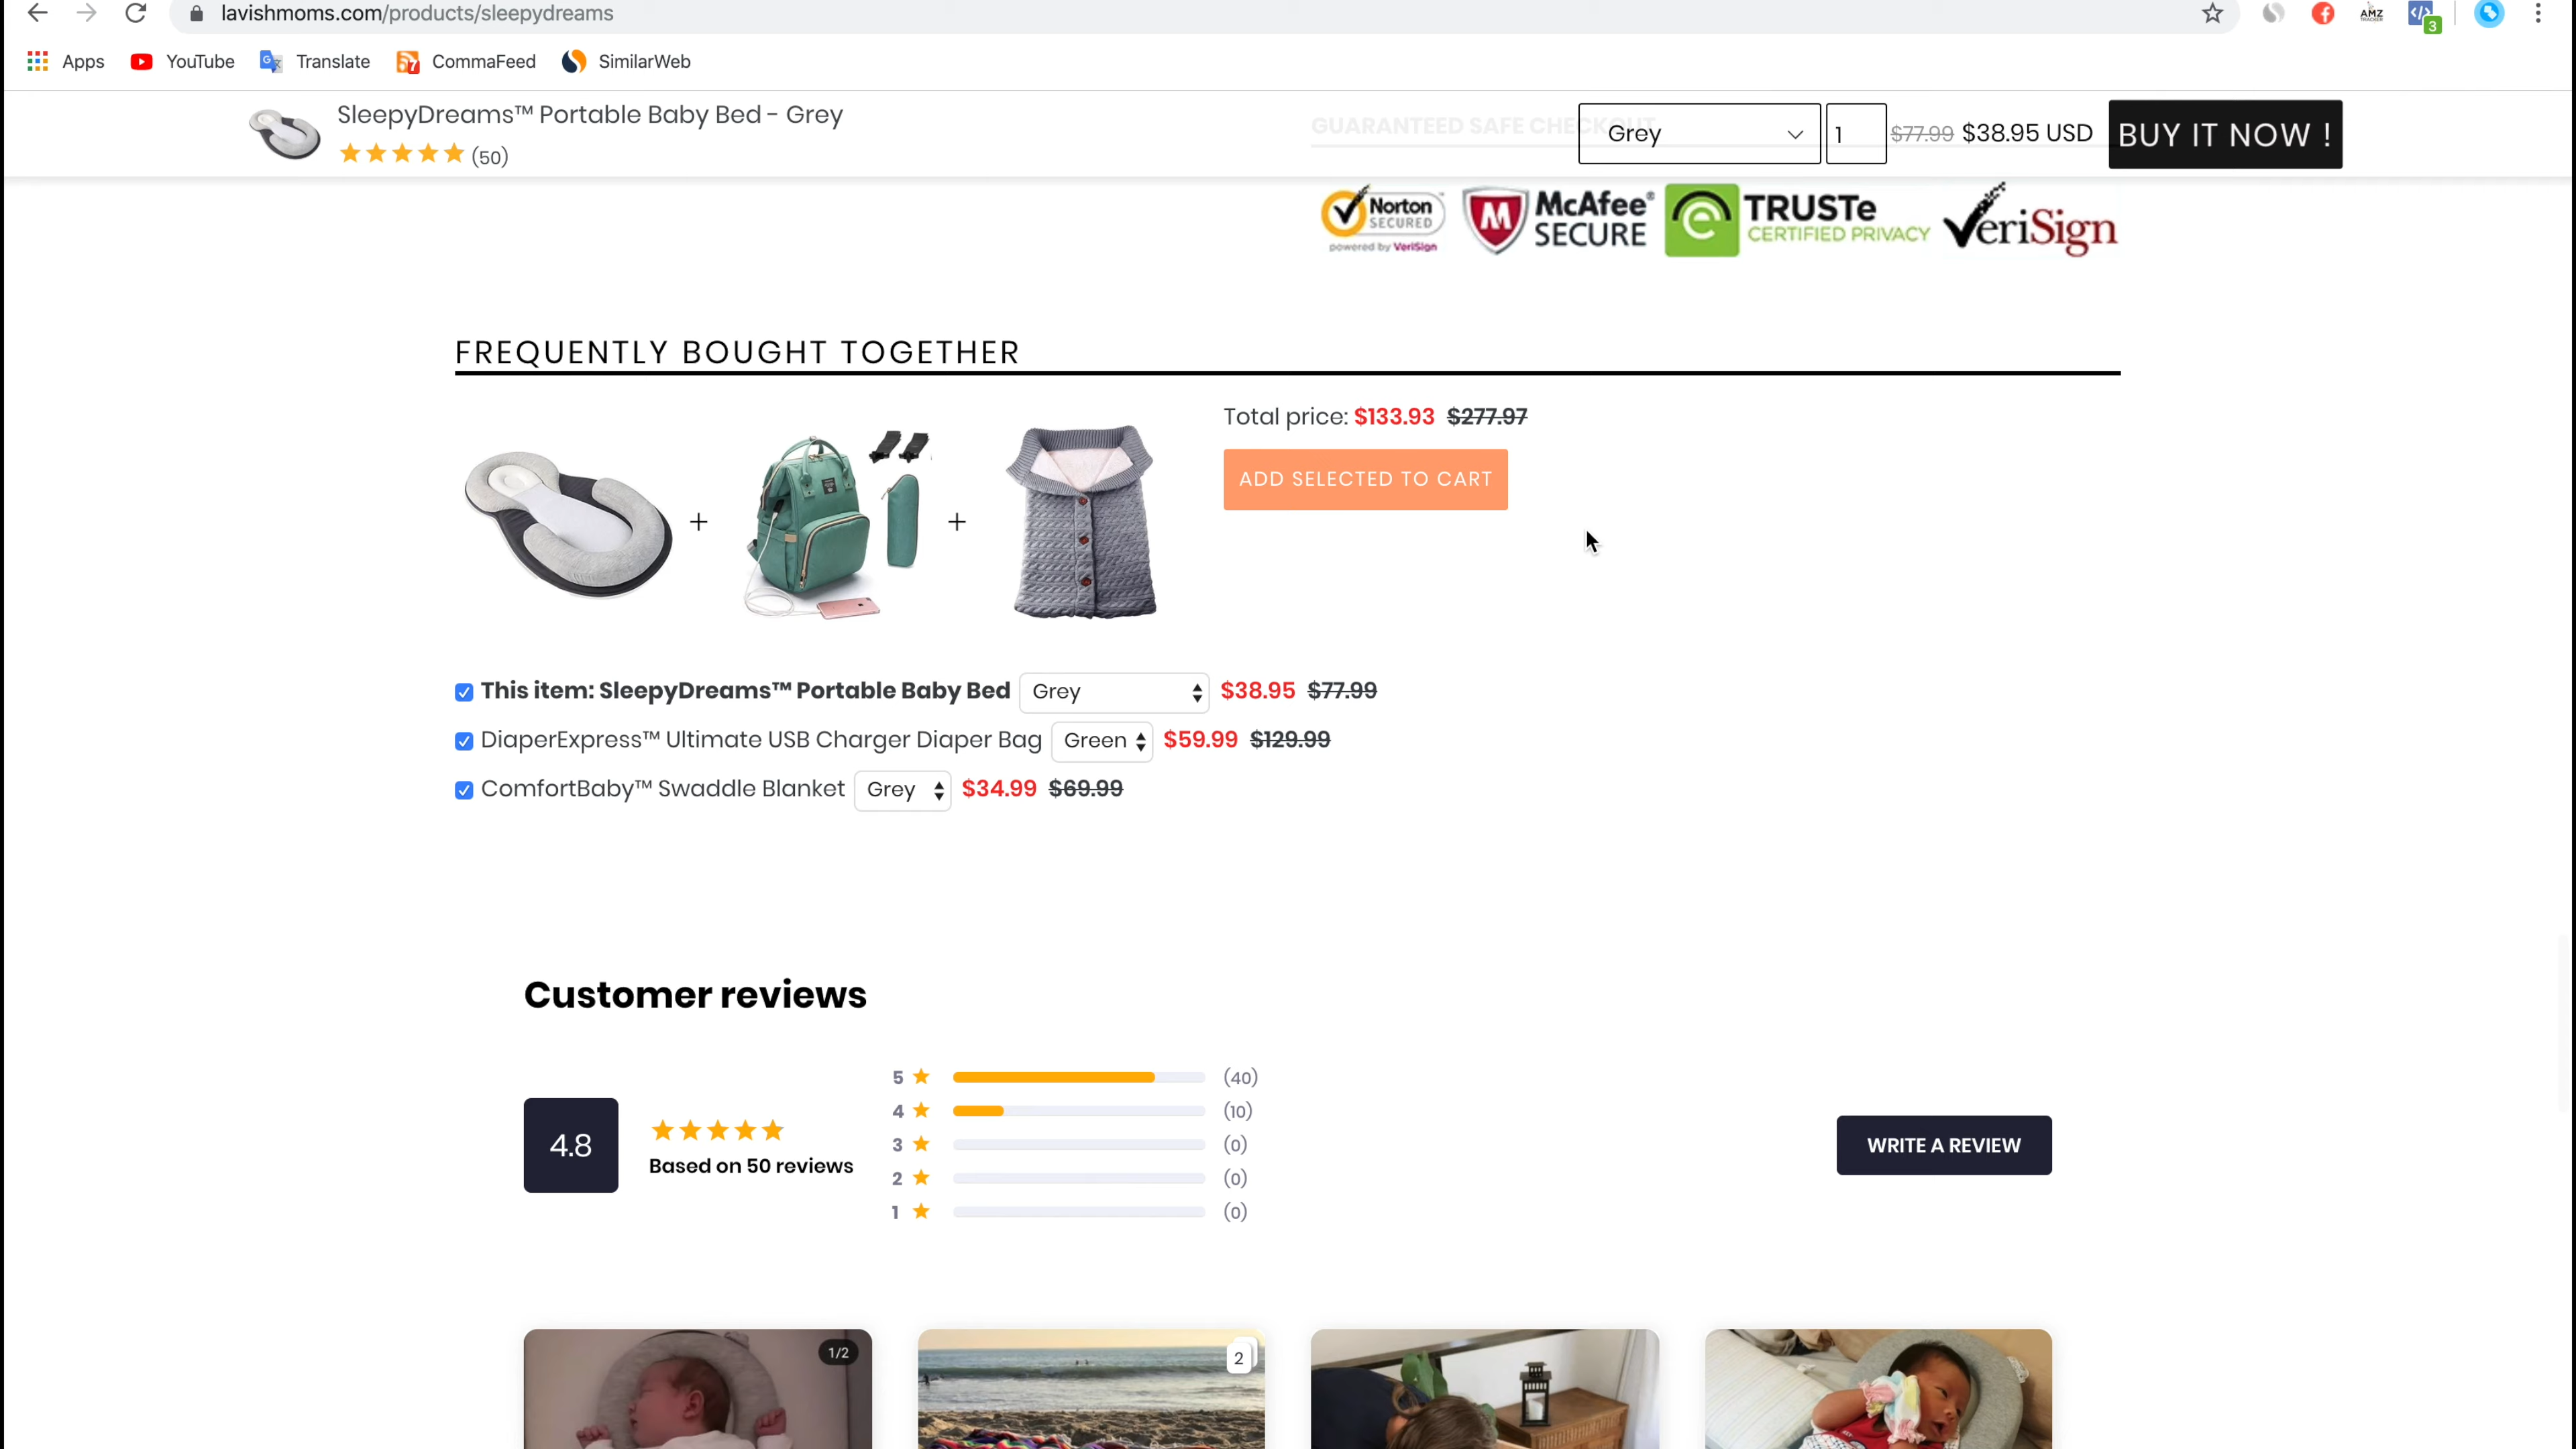 lavishmoms.com/products/sleepydreams
Apps YouTube Translate CommaFeed SimilarWeb
AMZ
TRACKER
3
SleepyDreams™ Portable Baby Bed - Grey
(50)
GUARANTEED SAFE CHECKOUT
Grey 1 $77.99 $38.95 USD BUY IT NOW !
Norton
SECURED
powered by VeriSign
McAfee
SECURE
TRUSTe
CERTIFIED PRIVACY
VeriSign
FREQUENTLY BOUGHT TOGETHER
Total price: $133.93 $277.97
ADD SELECTED TO CART
+ +
This item: SleepyDreams™ Portable Baby Bed Grey $38.95 $77.99
DiaperExpress™ Ultimate USB Charger Diaper Bag Green $59.99 $129.99
ComfortBaby™ Swaddle Blanket Grey $34.99 $69.99
Customer reviews
4.8
Based on 50 reviews
5 (40)
4 (10)
3 (0)
2 (0)
1 (0)
WRITE A REVIEW
1/2
2